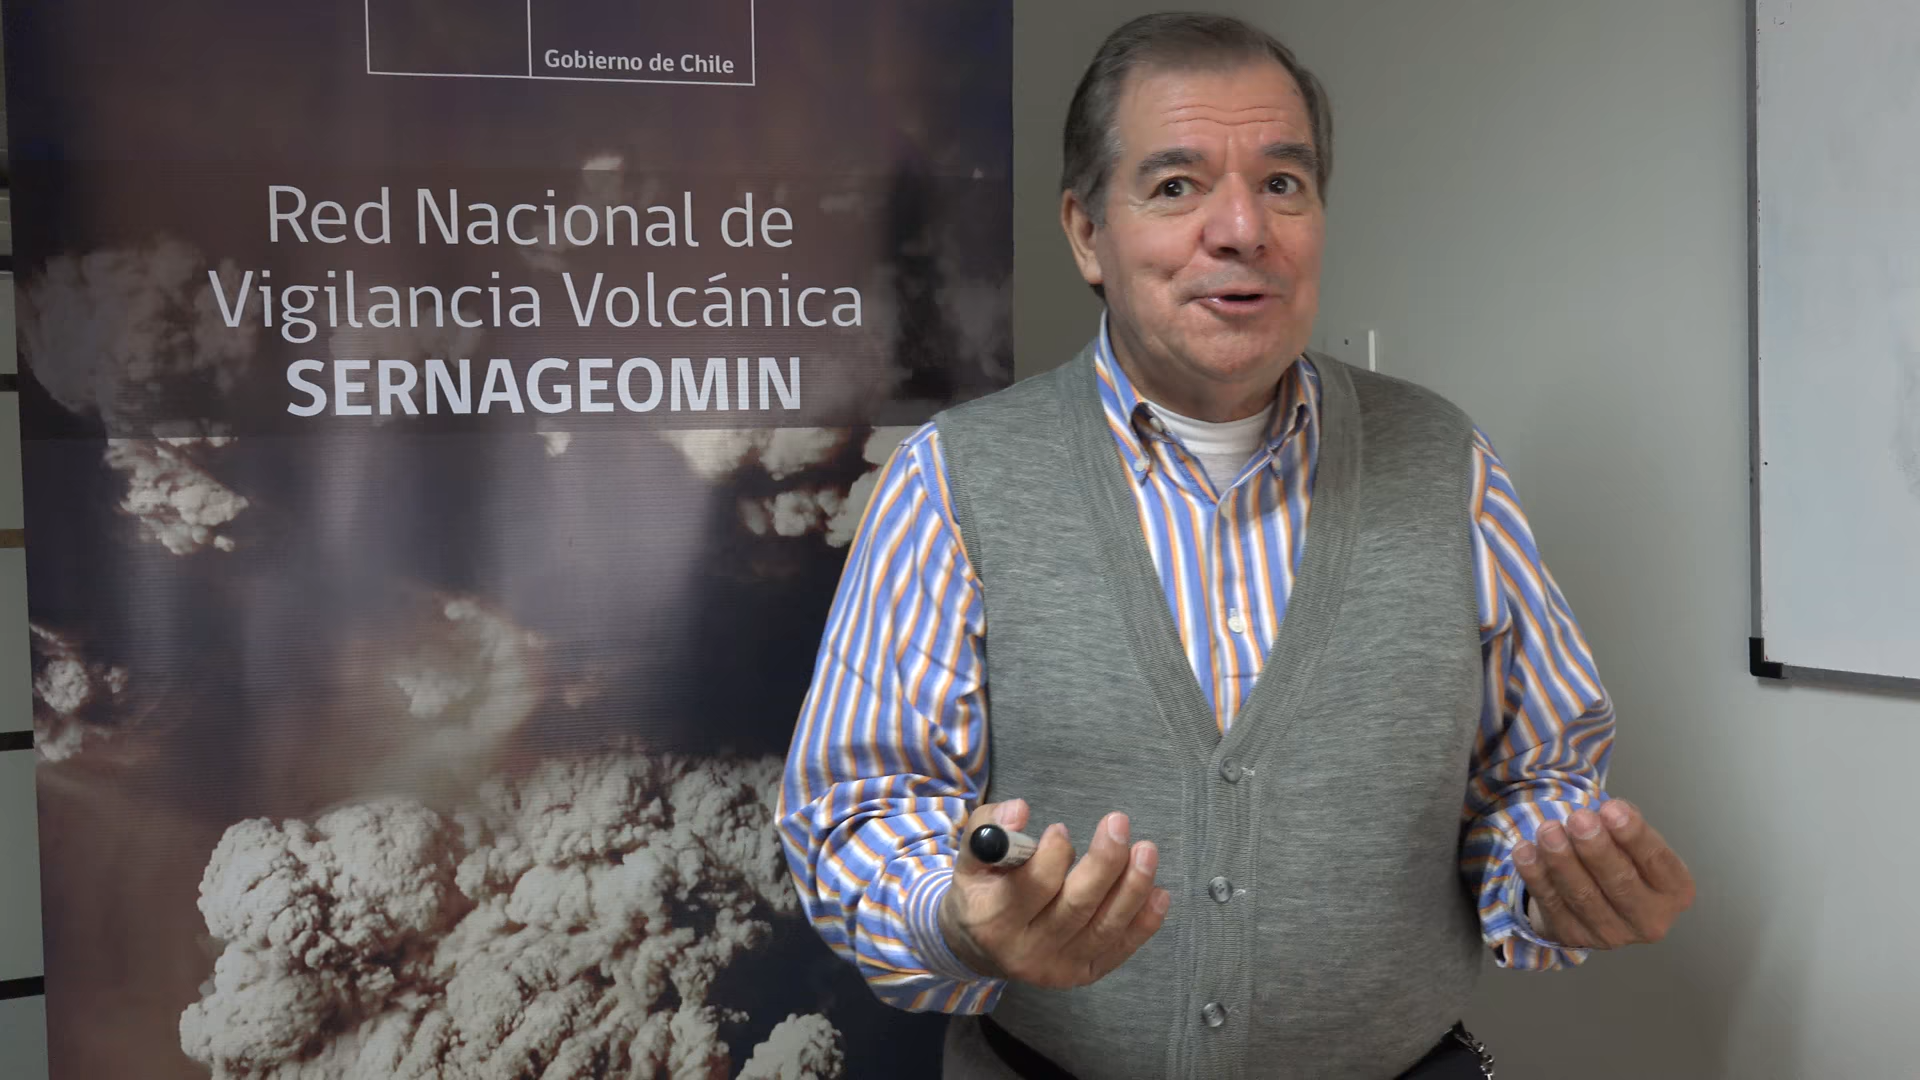 Gobierno de Chile
Red Nacional de
Vigilancia Volcánica
SERNAGEOMIN